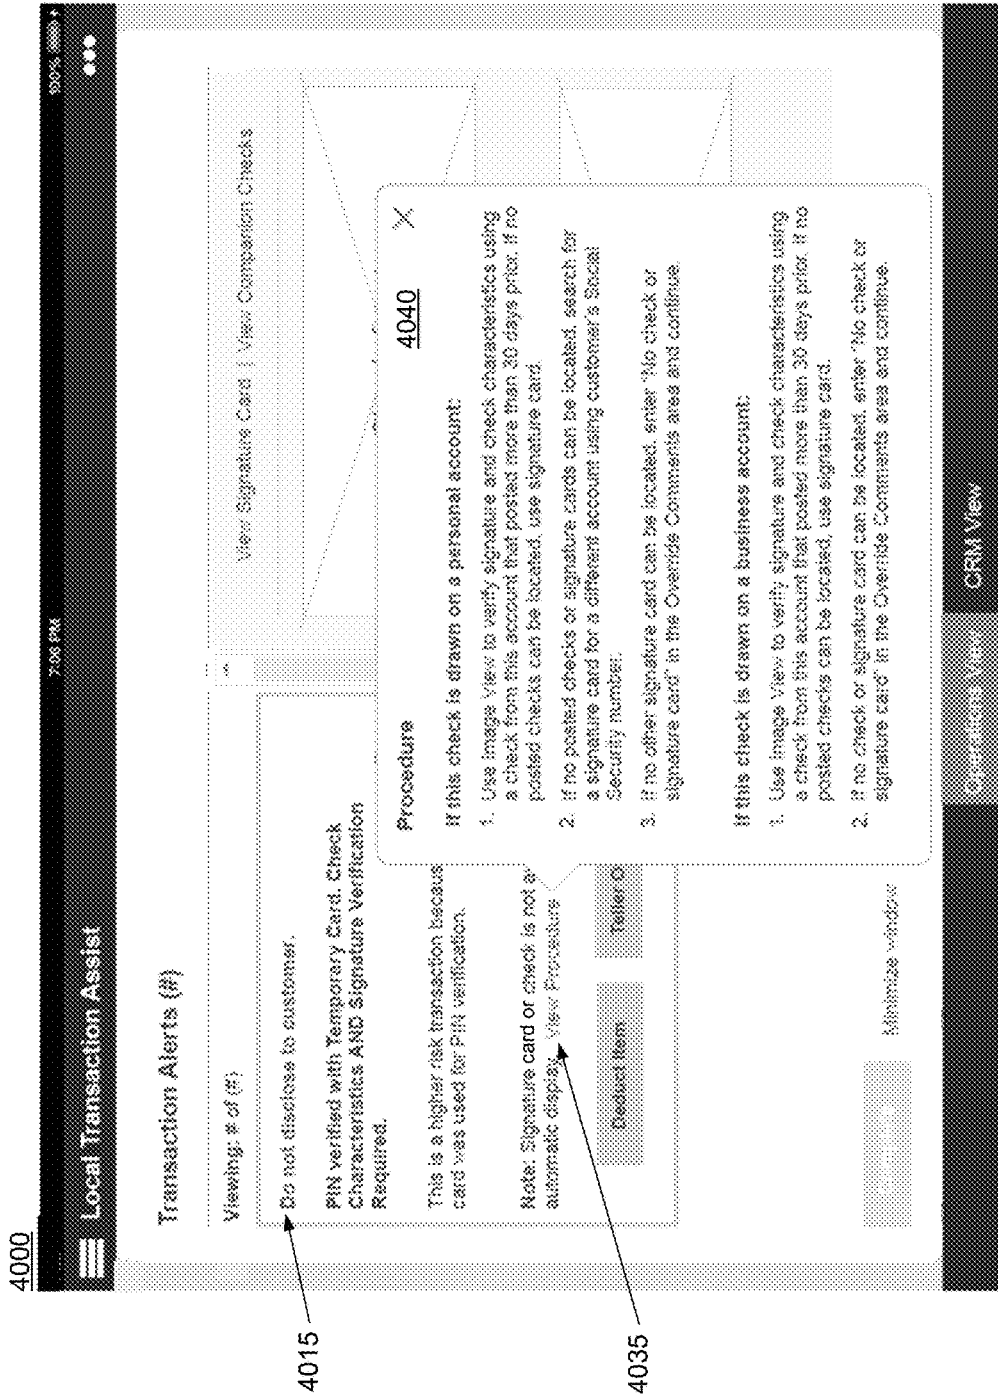 4000
7:06 PM
100%
Local Transaction Assist
Transaction Alerts (#)
Viewing: # of (#)
View Signature Card | View Companion Checks
Do not disclose to customer.
PIN verified with Temporary Card. Check
Characteristics AND Signature Verification
Required.
This is a higher risk transaction becaus
card was used for PIN verification.
Note: Signature card or check is not a
automatic display. View Procedure
Deduct Item
Teller O
Procedure
4040
If this check is drawn on a personal account:
1. Use Image View to verify signature and check characteristics using
a check from this account that posted more than 30 days prior. If no
posted checks can be located, use signature card.
2. If no posted checks or signature cards can be located, search for
a signature card for a different account using customer's Social
Security number.
3. If no other signature card can be located, enter "No check or
signature card" in the Override Comments area and continue.
If this check is drawn on a business account:
1. Use Image View to verify signature and check characteristics using
a check from this account that posted more than 30 days prior. If no
posted checks can be located, use signature card.
2. If no check or signature card can be located, enter "No check or
signature card" in the Override Comments area and continue.
Minimize window
CRM View
4015
4035